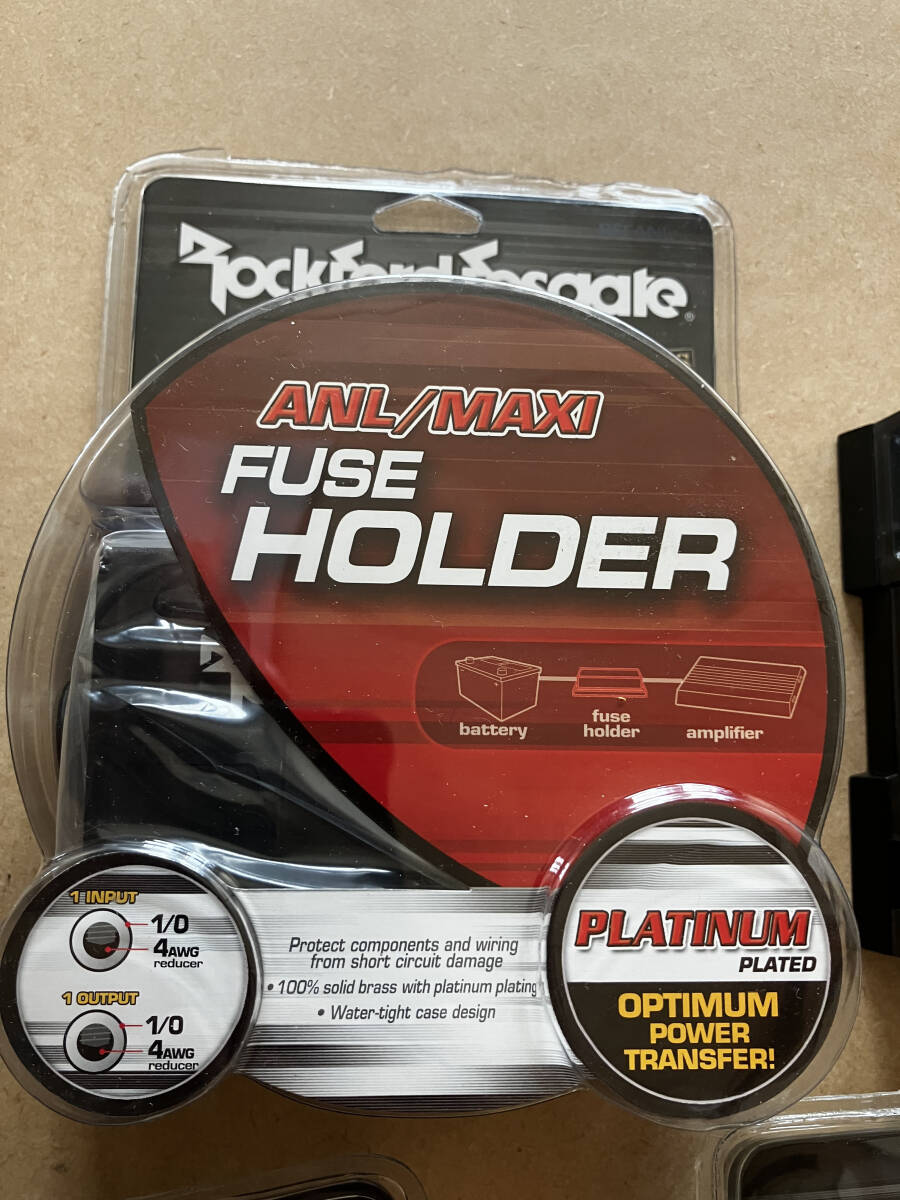 Rockford Fosgate®
ANL/MAXI
FUSE
HOLDER
battery
fuse
holder
amplifier
1 INPUT
1/0
4AWG
reducer
1 OUTPUT
1/0
4AWG
reducer
Protect components and wiring
from short circuit damage
• 100% solid brass with platinum plating
• Water-tight case design
PLATINUM
PLATED
OPTIMUM
POWER
TRANSFER!